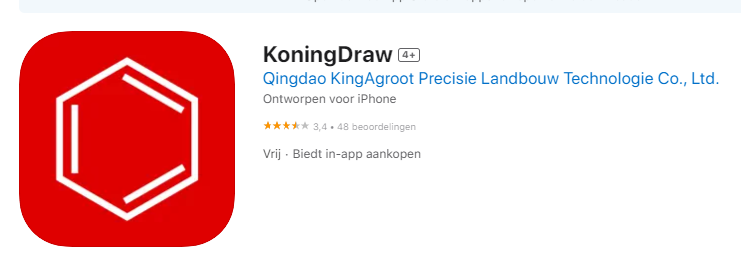 KoningDraw 4+
Qingdao KingAgroot Precisie Landbouw Technologie Co., Ltd.
Ontworpen voor iPhone
3,4 • 48 beoordelingen
Vrij · Biedt in-app aankopen